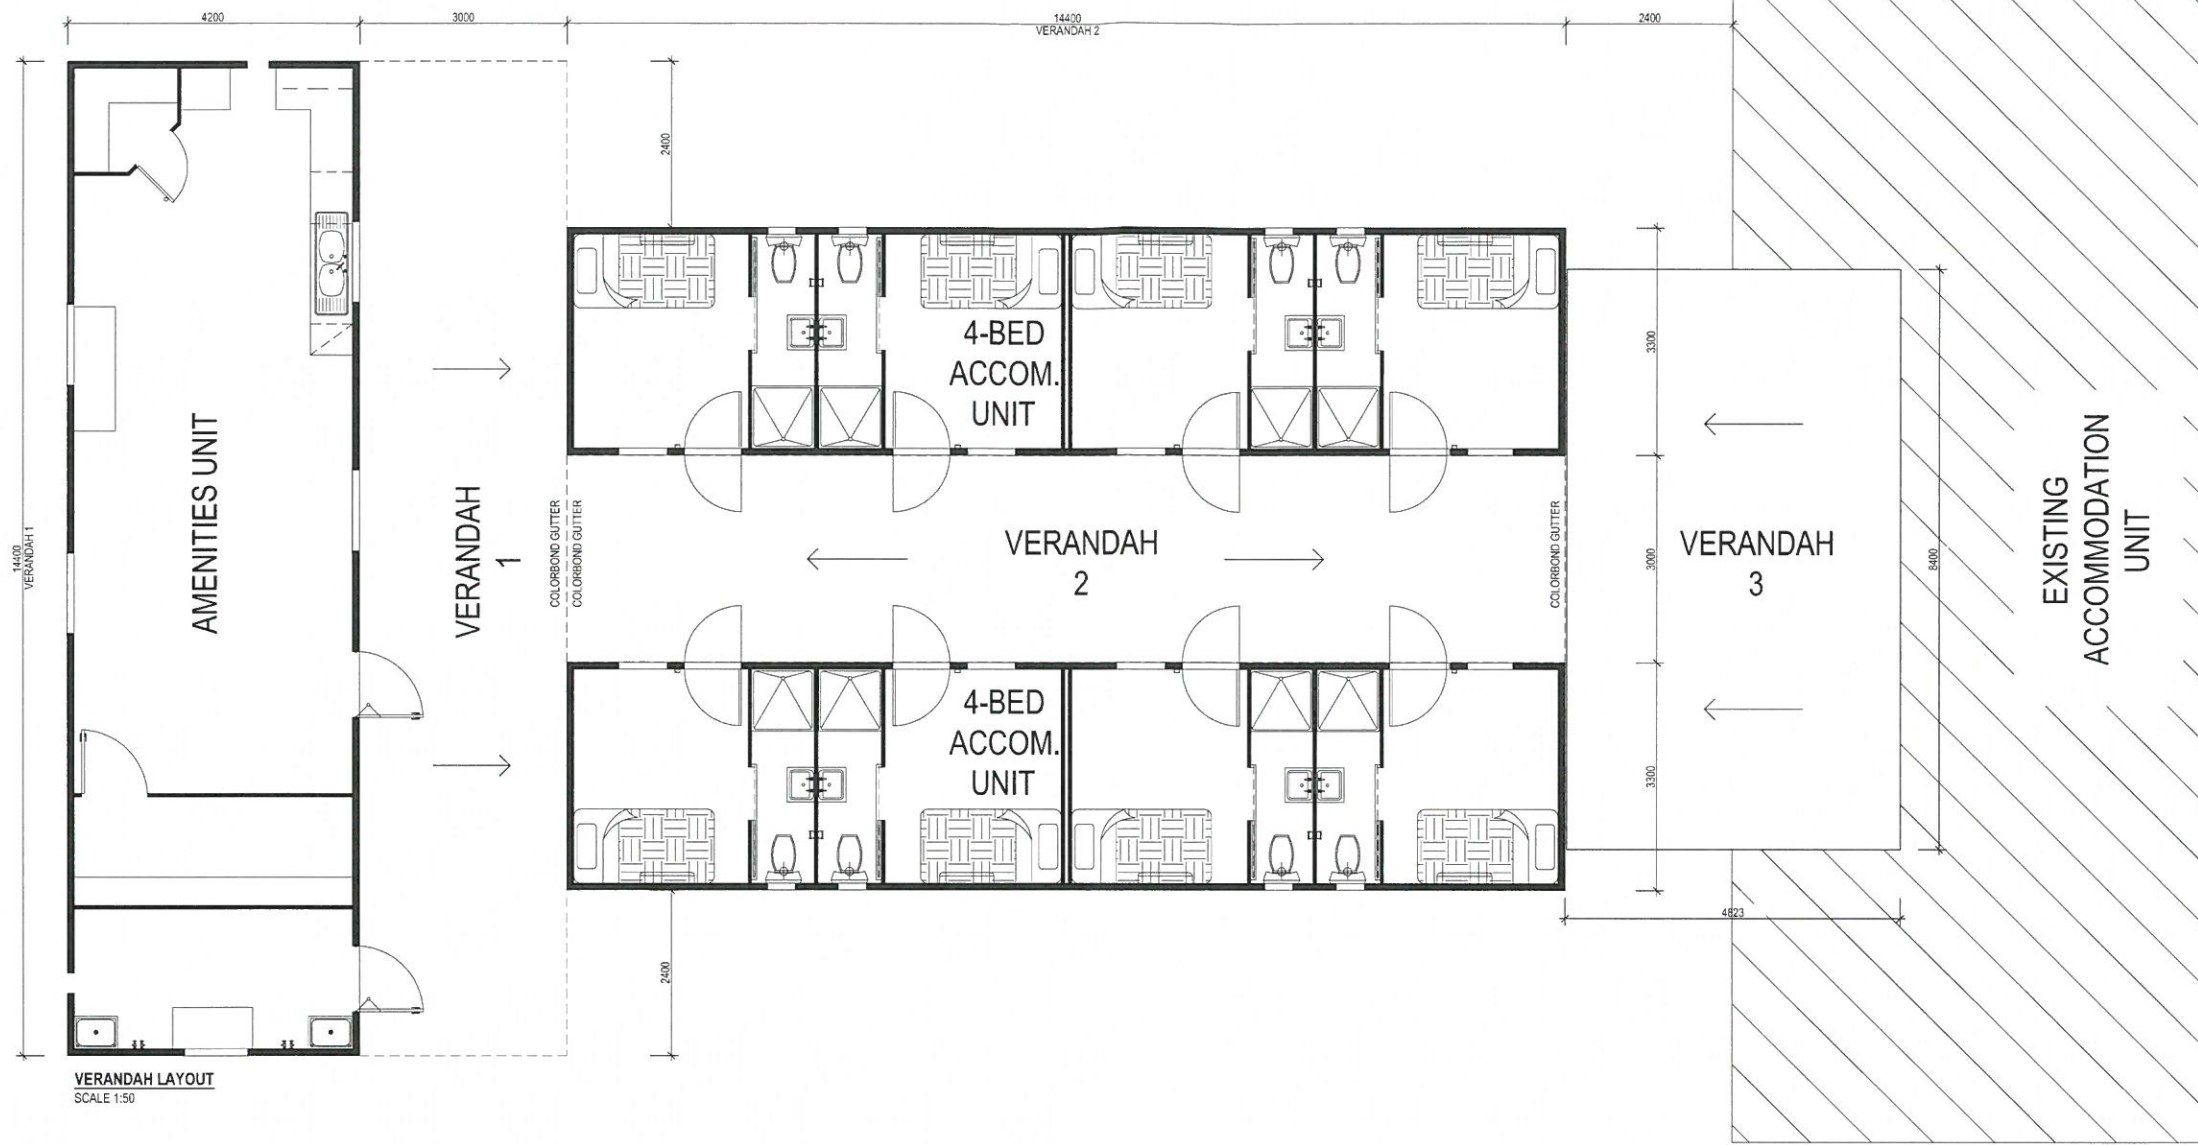 4200
3000
14400
VERANDAH 2
2400
2400
14400
VERANDAH 1
AMENITIES UNIT
VERANDAH
1
COLORBOND GUTTER
COLORBOND GUTTER
4-BED
ACCOM.
UNIT
VERANDAH
2
4-BED
ACCOM.
UNIT
COLORBOND GUTTER
3300
3000
3300
VERANDAH
3
8400
EXISTING
ACCOMMODATION
UNIT
4823
2400
VERANDAH LAYOUT
SCALE 1:50